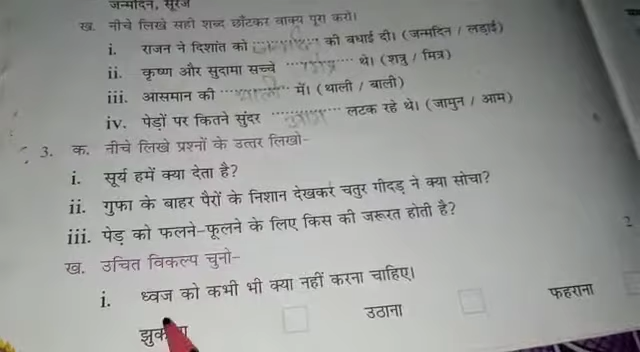 जन्मदिन, सूरज
ख. नीचे लिखे सही शब्द छाँटकर वाक्य पूरा करो।
i. राजन ने दिशांत को ............ की बधाई दी। (जन्मदिन / लड़ाई)
ii. कृष्ण और सुदामा सच्चे ............ थे। (शत्रु / मित्र)
iii. आसमान की ............ में। (थाली / बाली)
iv. पेड़ों पर कितने सुंदर ............ लटक रहे थे। (जामुन / आम)
3. क. नीचे लिखे प्रश्नों के उत्तर लिखो-
i. सूर्य हमें क्या देता है?
ii. गुफा के बाहर पैरों के निशान देखकर चतुर गीदड़ ने क्या सोचा?
iii. पेड़ को फलने-फूलने के लिए किस की जरूरत होती है?
ख. उचित विकल्प चुनो-
i. ध्वज को कभी भी क्या नहीं करना चाहिए।
उठाना फहराना
2